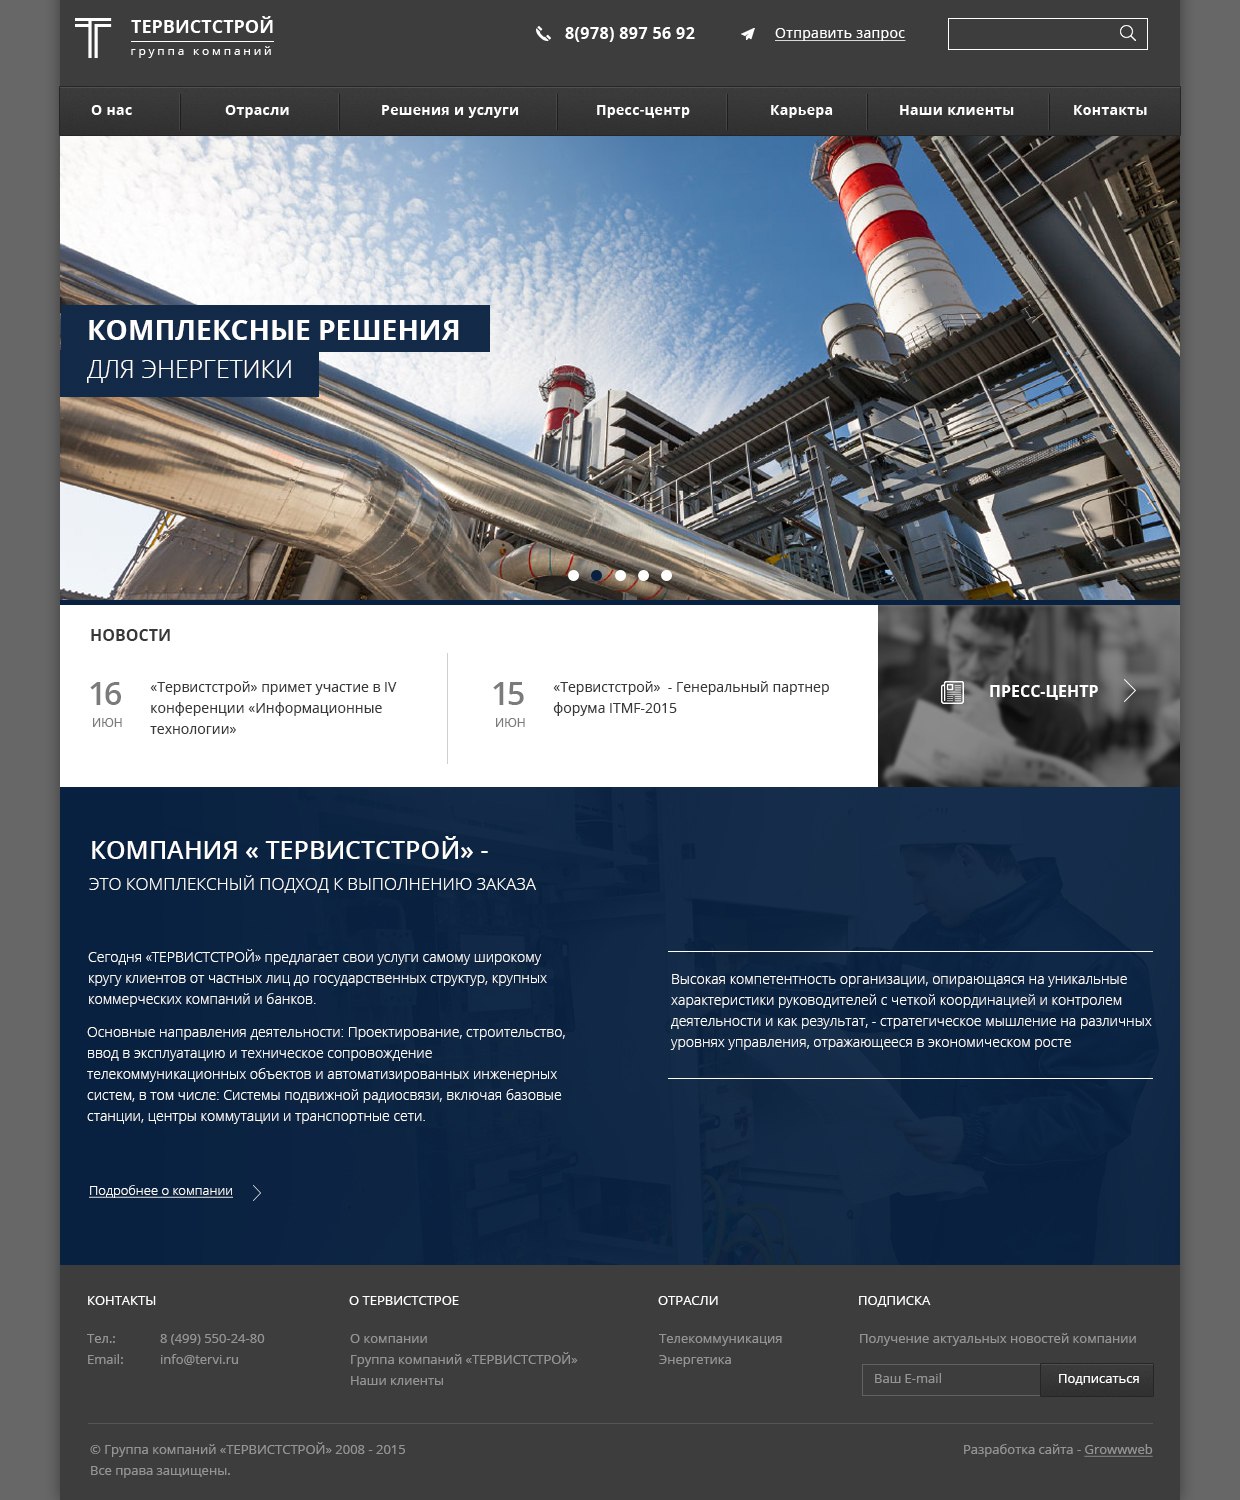 ТЕРВИСТСТРОЙ
группа компаний
8(978) 897 56 92
Отправить запрос
О нас
Отрасли
Решения и услуги
Пресс-центр
Карьера
Наши клиенты
Контакты
КОМПЛЕКСНЫЕ РЕШЕНИЯ
ДЛЯ ЭНЕРГЕТИКИ
НОВОСТИ
16
ИЮН
«Тервистстрой» примет участие в IV
конференции «Информационные
технологии»
15
ИЮН
«Тервистстрой»  - Генеральный партнер
форума ITMF-2015
ПРЕСС-ЦЕНТР
КОМПАНИЯ « ТЕРВИСТСТРОЙ» -
ЭТО КОМПЛЕКСНЫЙ ПОДХОД К ВЫПОЛНЕНИЮ ЗАКАЗА
Сегодня «ТЕРВИСТСТРОЙ» предлагает свои услуги самому широкому
кругу клиентов от частных лиц до государственных структур, крупных
коммерческих компаний и банков.
Основные направления деятельности: Проектирование, строительство,
ввод в эксплуатацию и техническое сопровождение
телекоммуникационных объектов и автоматизированных инженерных
систем, в том числе: Системы подвижной радиосвязи, включая базовые
станции, центры коммутации и транспортные сети.
Подробнее о компании
Высокая компетентность организации, опирающаяся на уникальные
характеристики руководителей с четкой координацией и контролем
деятельности и как результат, - стратегическое мышление на различных
уровнях управления, отражающееся в экономическом росте
КОНТАКТЫ
Тел.: 8 (499) 550-24-80
Email: info@tervi.ru
О ТЕРВИСТСТРОЕ
О компании
Группа компаний «ТЕРВИСТСТРОЙ»
Наши клиенты
ОТРАСЛИ
Телекоммуникация
Энергетика
ПОДПИСКА
Получение актуальных новостей компании
Ваш E-mail
Подписаться
© Группа компаний «ТЕРВИСТСТРОЙ» 2008 - 2015
Все права защищены.
Разработка сайта - Growwweb